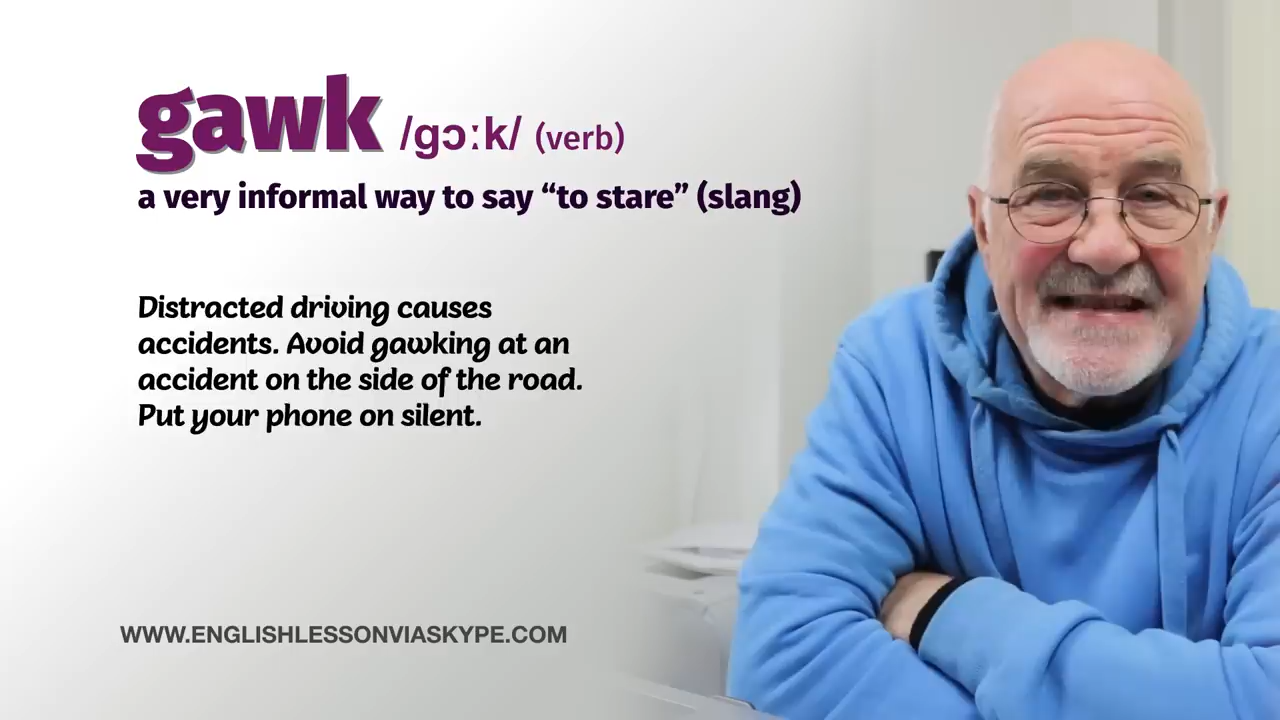 gawk /gɔːk/ (verb)
a very informal way to say “to stare” (slang)
Distracted driving causes
accidents. Avoid gawking at an
accident on the side of the road.
Put your phone on silent.
WWW.ENGLISHLESSONVIASKYPE.COM